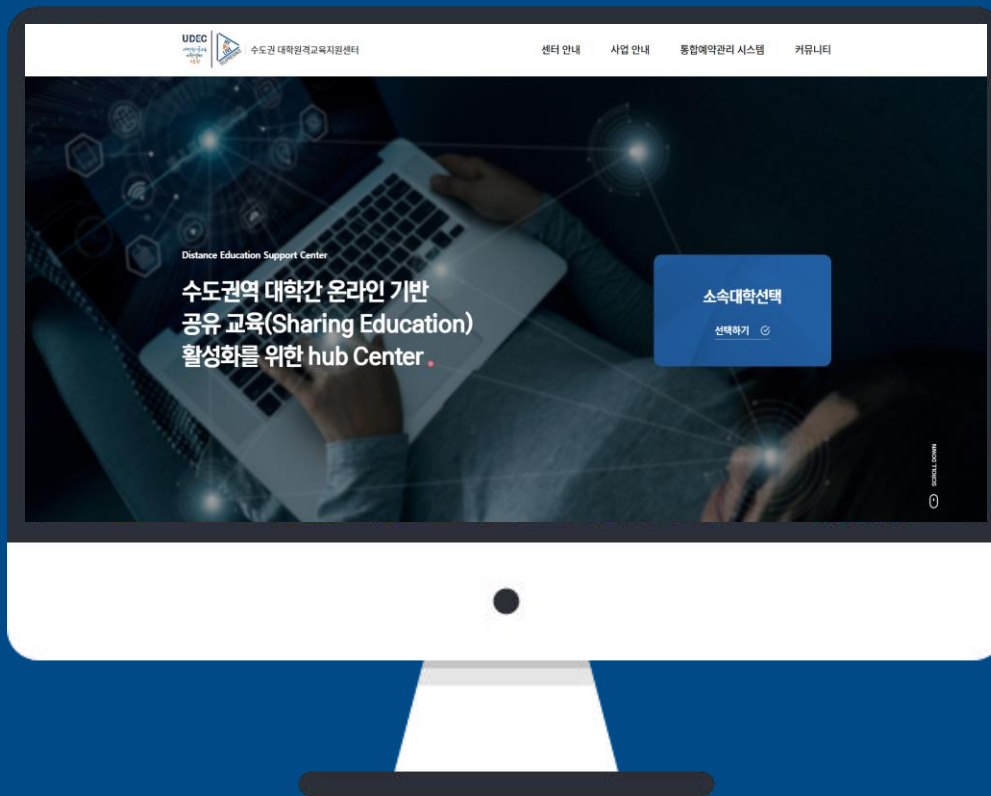 UDEC
수도권 대학원격교육지원센터
센터 안내
사업 안내
통합예약관리 시스템
커뮤니티
Distance Education Support Center
수도권역 대학간 온라인 기반
공유 교육(Sharing Education)
활성화를 위한 hub Center .
소속대학선택
선택하기
SCROLL DOWN